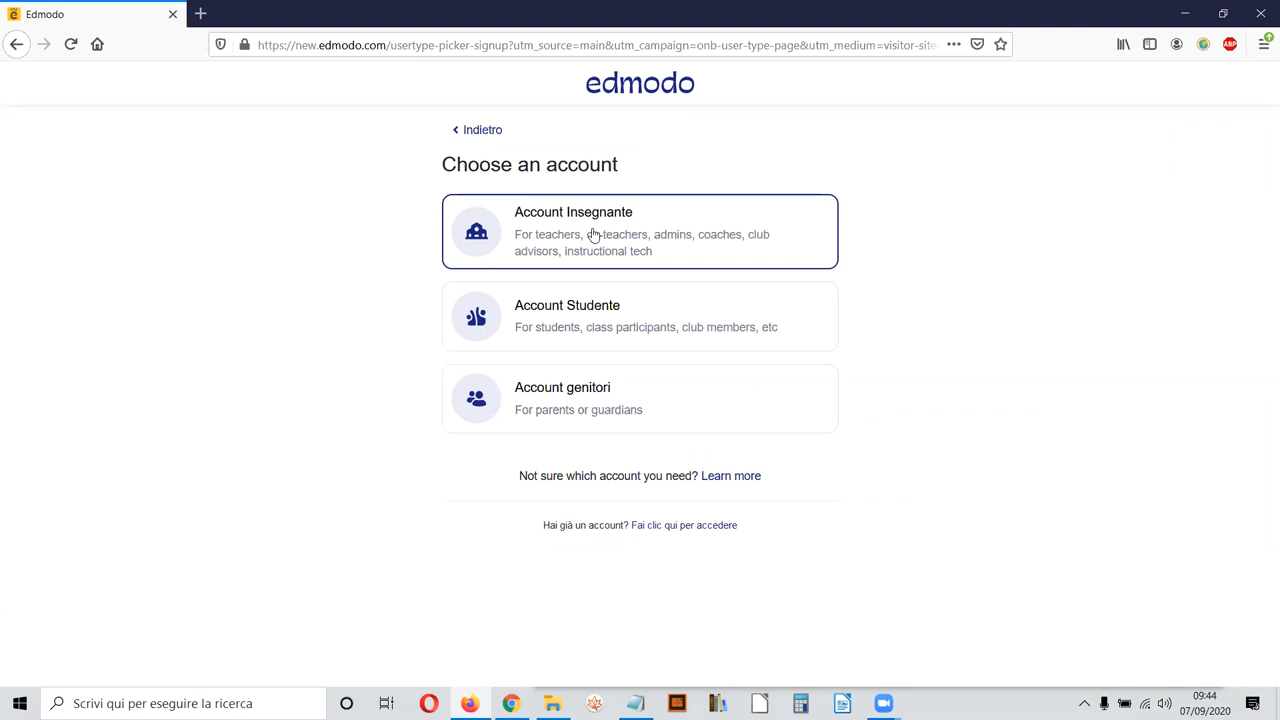 Edmodo
https://new.edmodo.com/usertype-picker-signup?utm_source=main&utm_campaign=onb-user-type-page&utm_medium=visitor-site
ABP
edmodo
Indietro
Choose an account
Account Insegnante
For teachers, -teachers, admins, coaches, club
advisors, instructional tech
Account Studente
For students, class participants, club members, etc
Account genitori
For parents or guardians
Not sure which account you need? Learn more
Hai già un account? Fai clic qui per accedere
Scrivi qui per eseguire la ricerca
09:44
07/09/2020